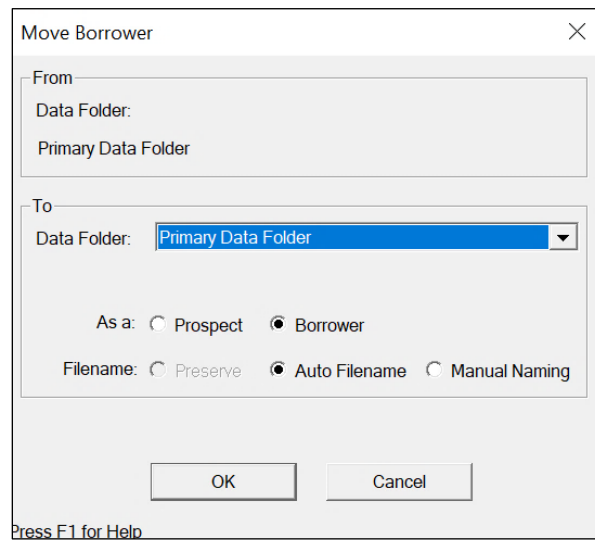 Move Borrower
From
Data Folder:
Primary Data Folder
To
Data Folder: Primary Data Folder
As a: Prospect Borrower
Filename: Preserve Auto Filename Manual Naming
OK Cancel
Press F1 for Help